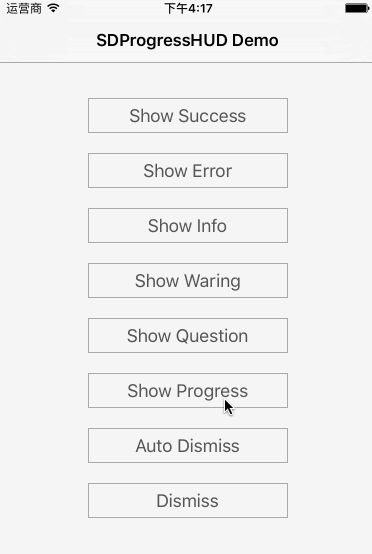 运营商 下午4:17
SDProgressHUD Demo
Show Success
Show Error
Show Info
Show Waring
Show Question
Show Progress
Auto Dismiss
Dismiss